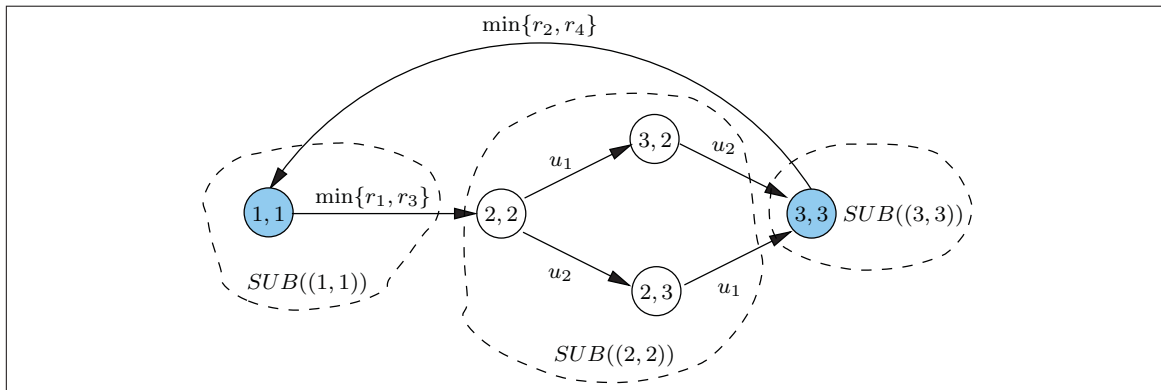 min{r₂, r₄}
3, 2
u₁
u₂
1, 1
min{r₁, r₃}
2, 2
3, 3
SUB((3, 3))
SUB((1, 1))
u₂
2, 3
u₁
SUB((2, 2))